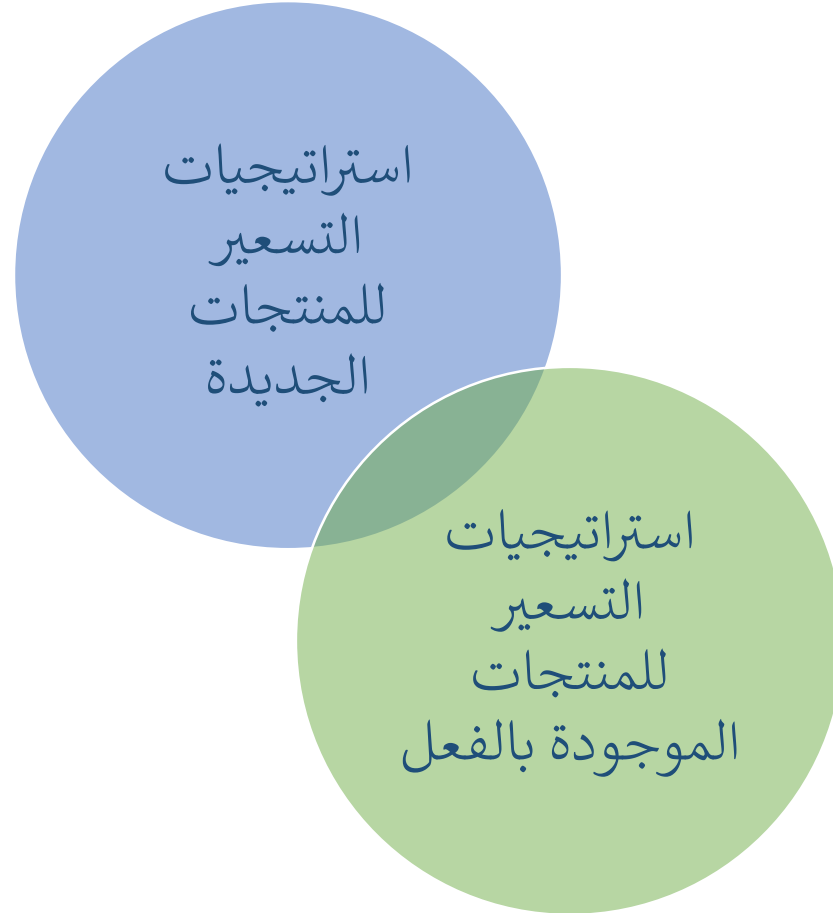 استراتيجيات
التسعير
للمنتجات
الجديدة
استراتيجيات
التسعير
للمنتجات
الموجودة بالفعل